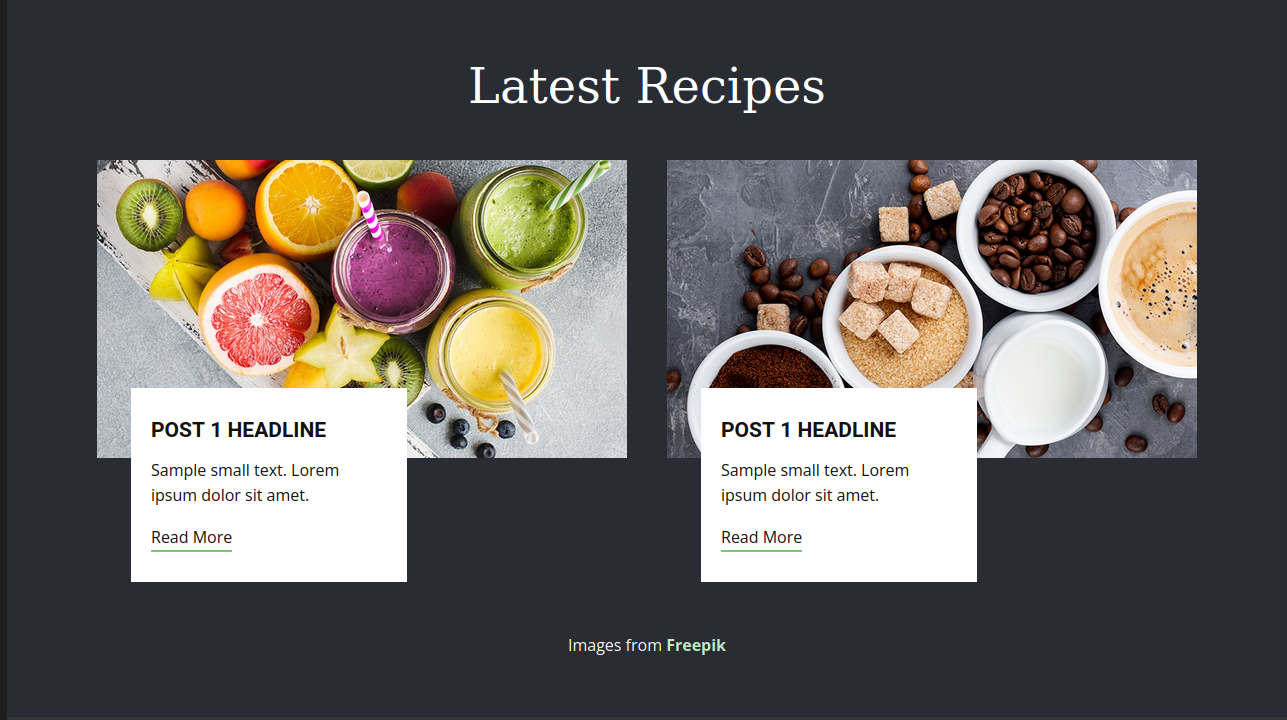 Latest Recipes
POST 1 HEADLINE
Sample small text. Lorem
ipsum dolor sit amet.
Read More
POST 1 HEADLINE
Sample small text. Lorem
ipsum dolor sit amet.
Read More
Images from Freepik